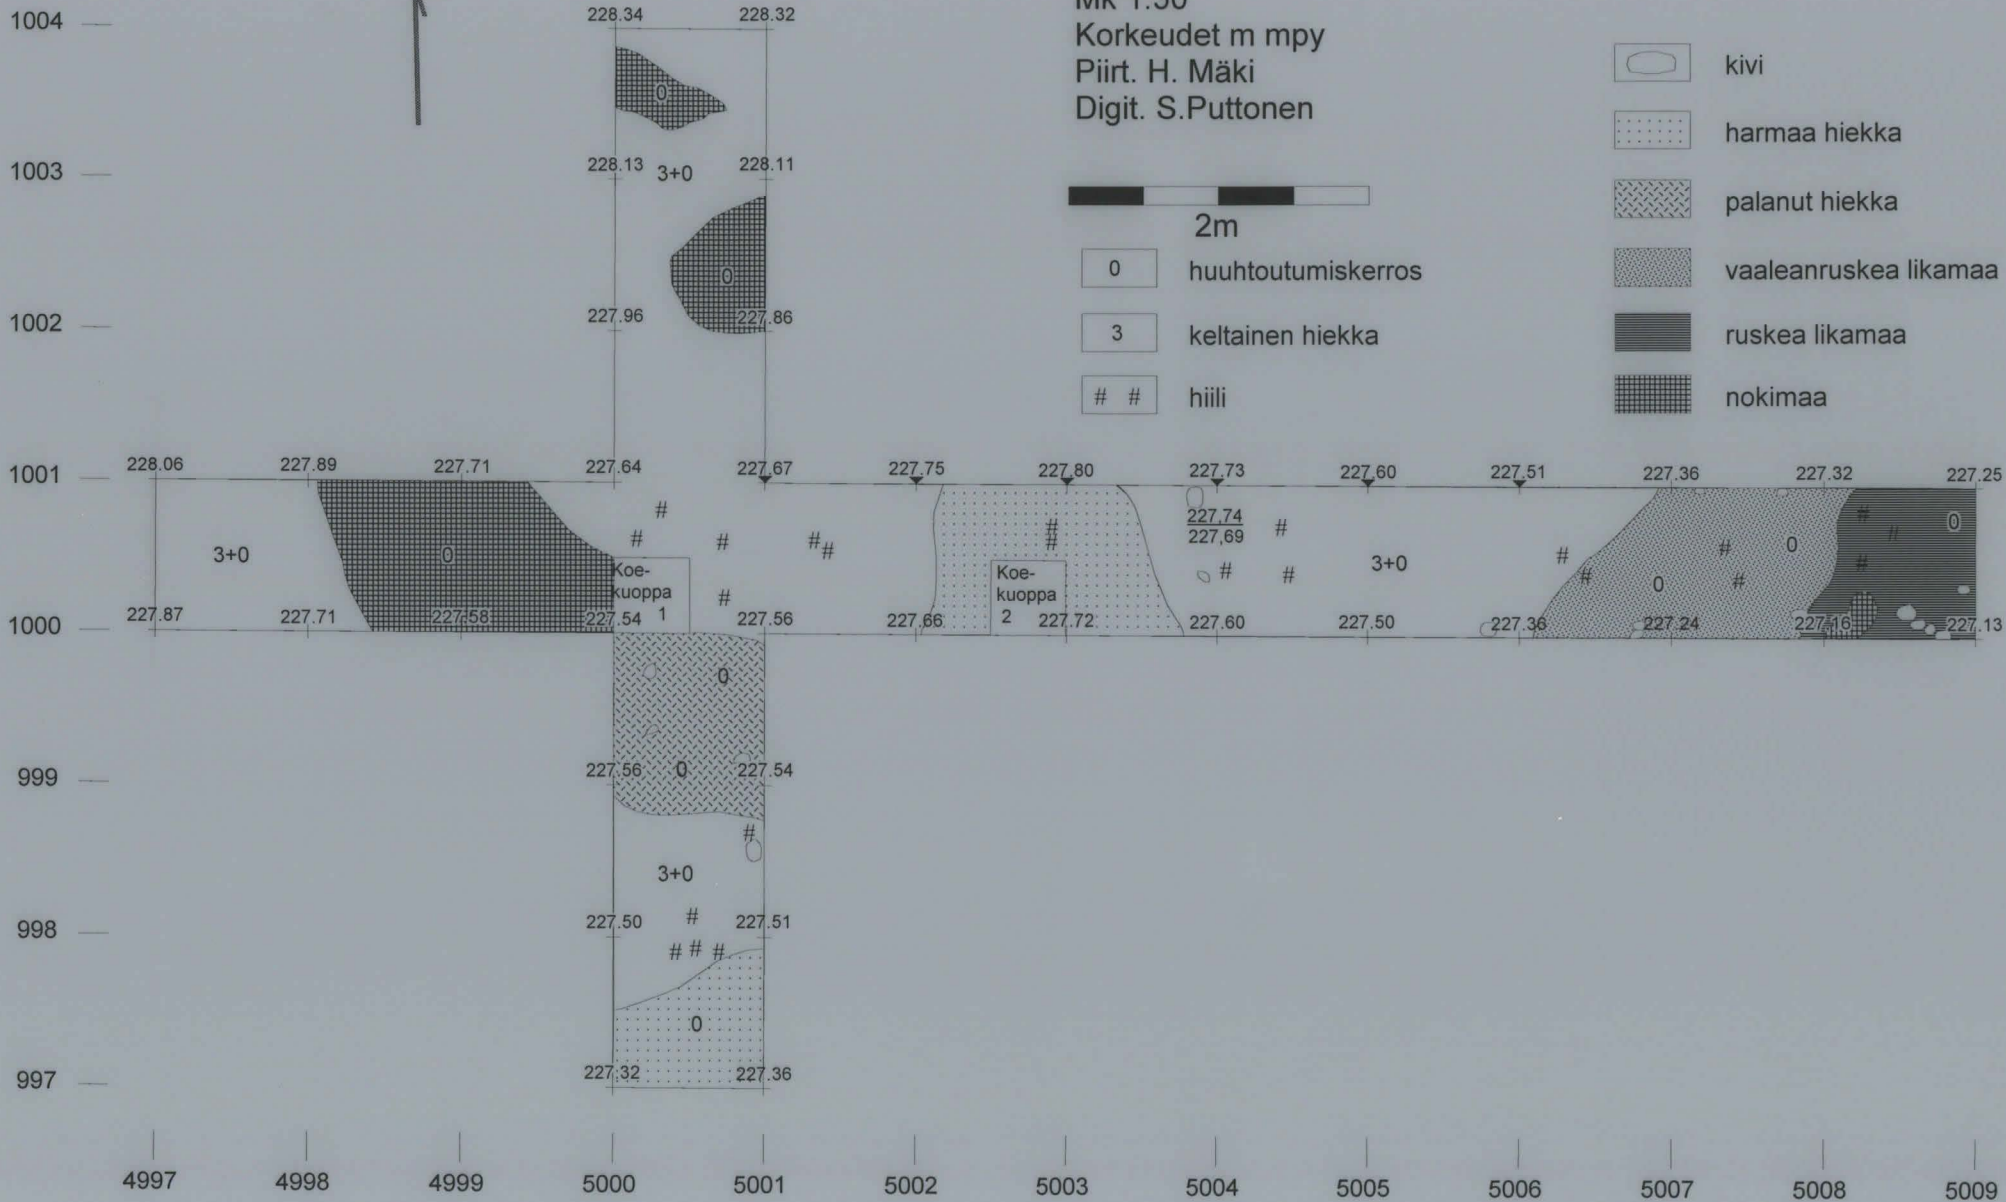 Mk 1:50
Korkeudet m mpy
Piirt. H. Mäki
Digit. S.Puttonen
2m
0 huuhtoutumiskerros
3 keltainen hiekka
# # hiili
kivi
harmaa hiekka
palanut hiekka
vaaleanruskea likamaa
ruskea likamaa
nokimaa
1004
228.34 228.32
0
1003
228.13 3+0 228.11
0
1002
227.96 227.86
1001
228.06 227.89 227.71 227.64 227.67 227.75 227.80 227.73 227.60 227.51 227.36 227.32 227.25
# # # # # # #
227,74
227,69
# # # # # # # # # # # #
3+0 0 3+0 0 0 0
Koe-
kuoppa
1
Koe-
kuoppa
2
1000
227.87 227.71 227.58 227.54 227.56 227.66 227.72 227.60 227.50 227.36 227.24 227.16 227.13
0
999
227.56 0 227.54
#
3+0
998
227.50 # 227.51
# # #
0
997
227.32 227.36
4997 4998 4999 5000 5001 5002 5003 5004 5005 5006 5007 5008 5009